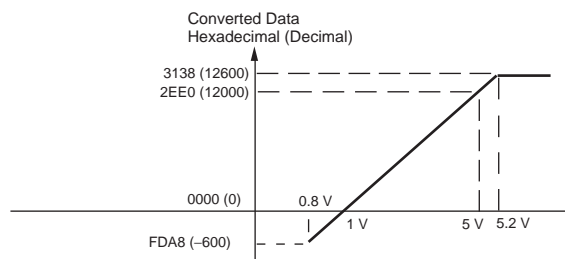 Converted Data
Hexadecimal (Decimal)
3138 (12600)
2EE0 (12000)
0000 (0)
0.8 V
1 V
5 V
5.2 V
FDA8 (–600)